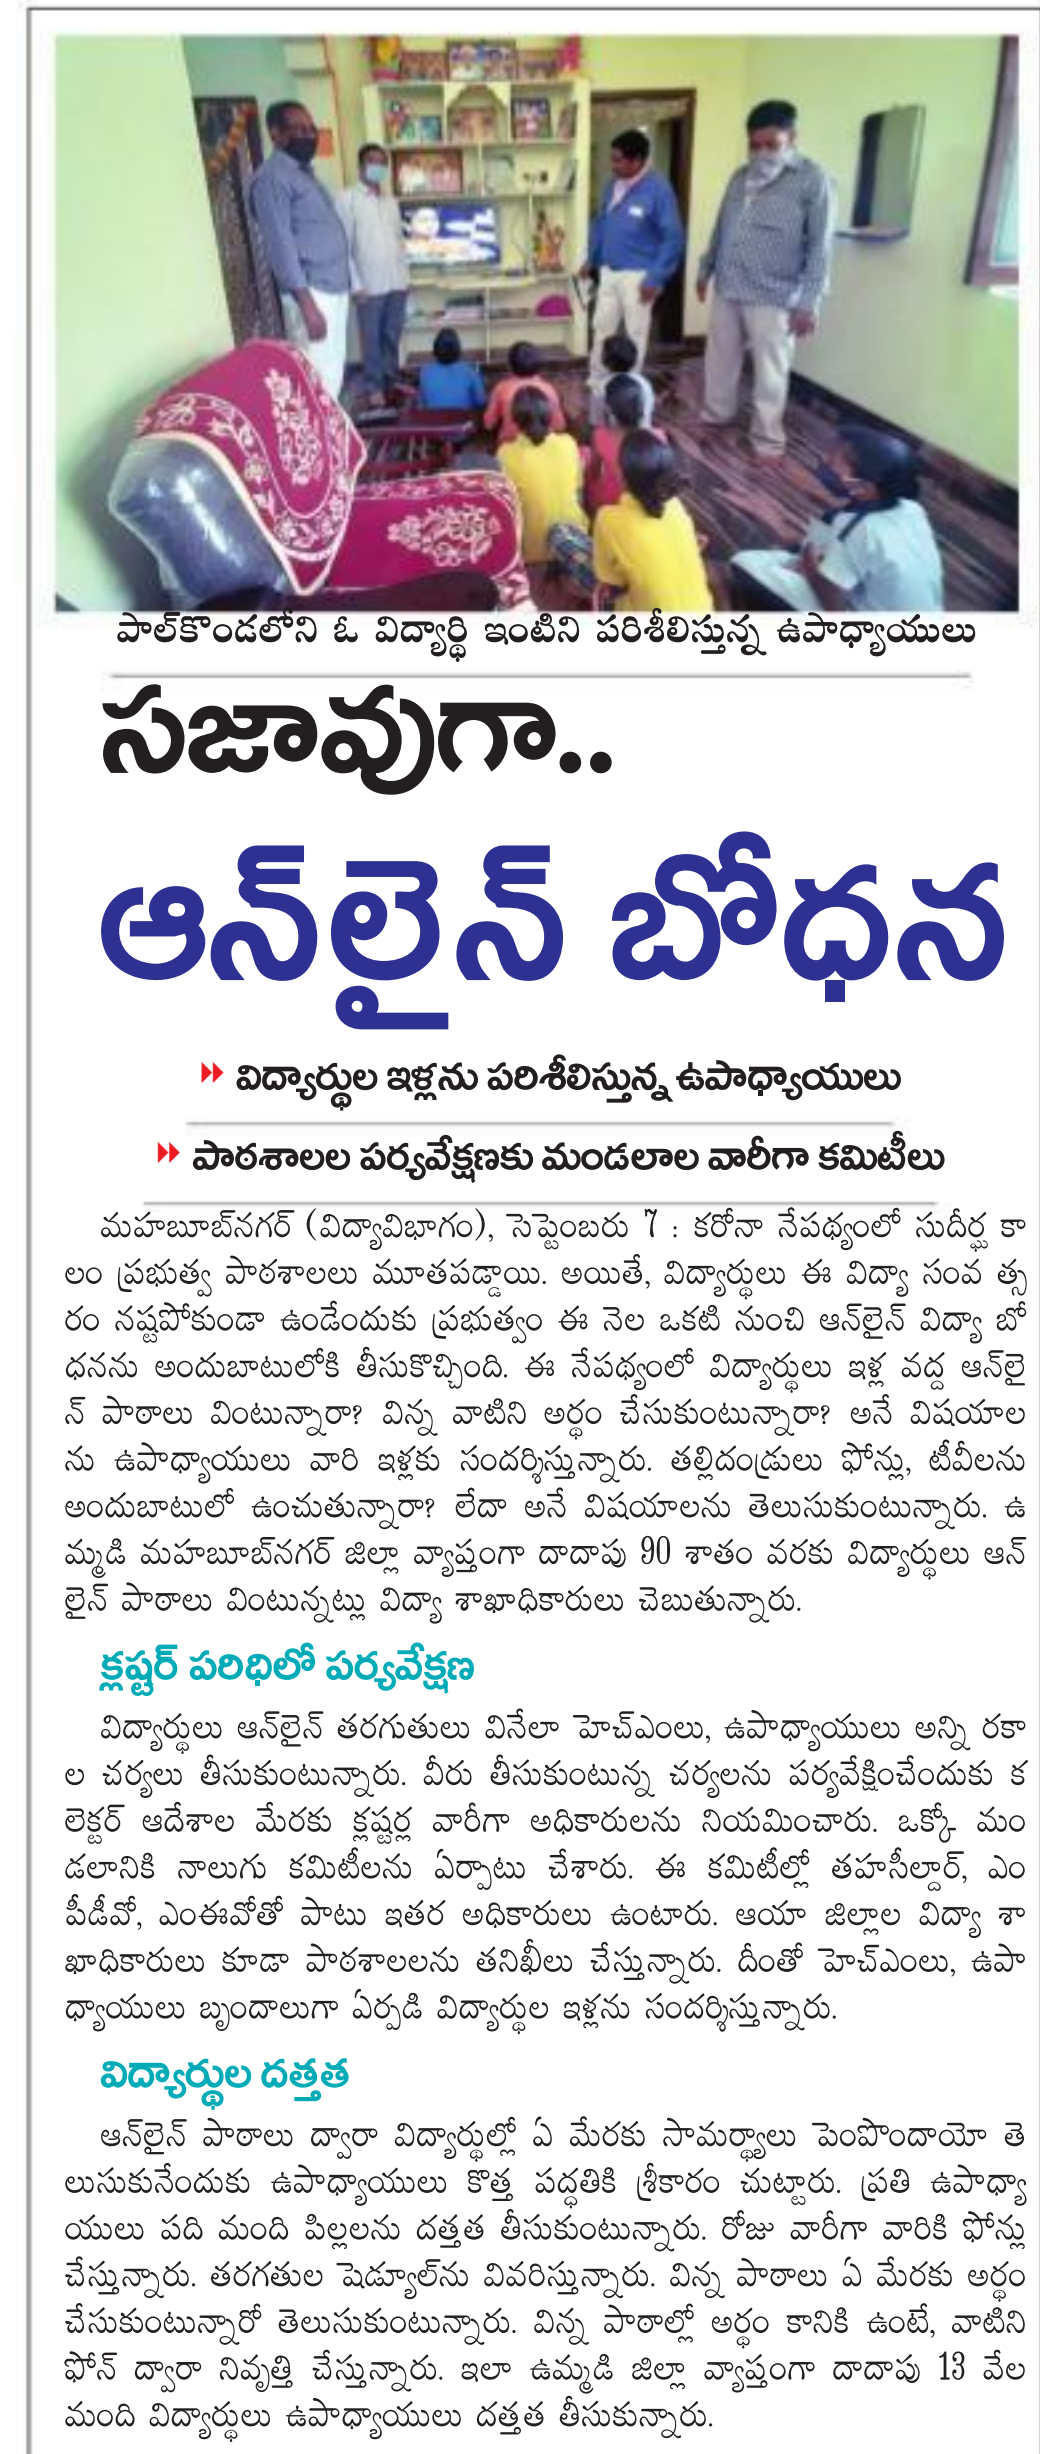 పాల్‌కొండలోని ఓ విద్యార్థి ఇంటిని పరిశీలిస్తున్న ఉపాధ్యాయులు
సజావుగా..
ఆన్‌లైన్ బోధన
విద్యార్థుల ఇళ్లను పరిశీలిస్తున్న ఉపాధ్యాయులు
పాఠశాలల పర్యవేక్షణకు మండలాల వారీగా కమిటీలు
మహబూబ్‌నగర్ (విద్యావిభాగం), సెప్టెంబరు 7 : కరోనా నేపథ్యంలో సుదీర్ఘ కా
లం ప్రభుత్వ పాఠశాలలు మూతపడ్డాయి. అయితే, విద్యార్థులు ఈ విద్యా సంవ త్స
రం నష్టపోకుండా ఉండేందుకు ప్రభుత్వం ఈ నెల ఒకటి నుంచి ఆన్‌లైన్ విద్యా బో
ధనను అందుబాటులోకి తీసుకొచ్చింది. ఈ నేపథ్యంలో విద్యార్థులు ఇళ్ల వద్ద ఆన్‌లై
న్ పాఠాలు వింటున్నారా? విన్న వాటిని అర్థం చేసుకుంటున్నారా? అనే విషయాల
ను ఉపాధ్యాయులు వారి ఇళ్లకు సందర్శిస్తున్నారు. తల్లిదండ్రులు ఫోన్లు, టీవీలను
అందుబాటులో ఉంచుతున్నారా? లేదా అనే విషయాలను తెలుసుకుంటున్నారు. ఉ
మ్మడి మహబూబ్‌నగర్ జిల్లా వ్యాప్తంగా దాదాపు 90 శాతం వరకు విద్యార్థులు ఆన్
లైన్ పాఠాలు వింటున్నట్లు విద్యా శాఖాధికారులు చెబుతున్నారు.
క్లష్టర్ పరిధిలో పర్యవేక్షణ
విద్యార్థులు ఆన్‌లైన్ తరగుతులు వినేలా హెచ్ఎంలు, ఉపాధ్యాయులు అన్ని రకా
ల చర్యలు తీసుకుంటున్నారు. వీరు తీసుకుంటున్న చర్యలను పర్యవేక్షించేందుకు క
లెక్టర్ ఆదేశాల మేరకు క్లష్టర్ల వారీగా అధికారులను నియమించారు. ఒక్కో మం
డలానికి నాలుగు కమిటీలను ఏర్పాటు చేశారు. ఈ కమిటీల్లో తహసీల్దార్, ఎం
పీడీవో, ఎంఈవోతో పాటు ఇతర అధికారులు ఉంటారు. ఆయా జిల్లాల విద్యా శా
ఖాధికారులు కూడా పాఠశాలలను తనిఖీలు చేస్తున్నారు. దీంతో హెచ్ఎంలు, ఉపా
ధ్యాయులు బృందాలుగా ఏర్పడి విద్యార్థుల ఇళ్లను సందర్శిస్తున్నారు.
విద్యార్థుల దత్తత
ఆన్‌లైన్ పాఠాలు ద్వారా విద్యార్థుల్లో ఏ మేరకు సామర్థ్యాలు పెంపొందాయో తె
లుసుకునేందుకు ఉపాధ్యాయులు కొత్త పద్ధతికి శ్రీకారం చుట్టారు. ప్రతి ఉపాధ్యా
యులు పది మంది పిల్లలను దత్తత తీసుకుంటున్నారు. రోజు వారీగా వారికి ఫోన్లు
చేస్తున్నారు. తరగతుల షెడ్యూల్‌ను వివరిస్తున్నారు. విన్న పాఠాలు ఏ మేరకు అర్థం
చేసుకుంటున్నారో తెలుసుకుంటున్నారు. విన్న పాఠాల్లో అర్థం కానికి ఉంటే, వాటిని
ఫోన్ ద్వారా నివృత్తి చేస్తున్నారు. ఇలా ఉమ్మడి జిల్లా వ్యాప్తంగా దాదాపు 13 వేల
మంది విద్యార్థులు ఉపాధ్యాయులు దత్తత తీసుకున్నారు.